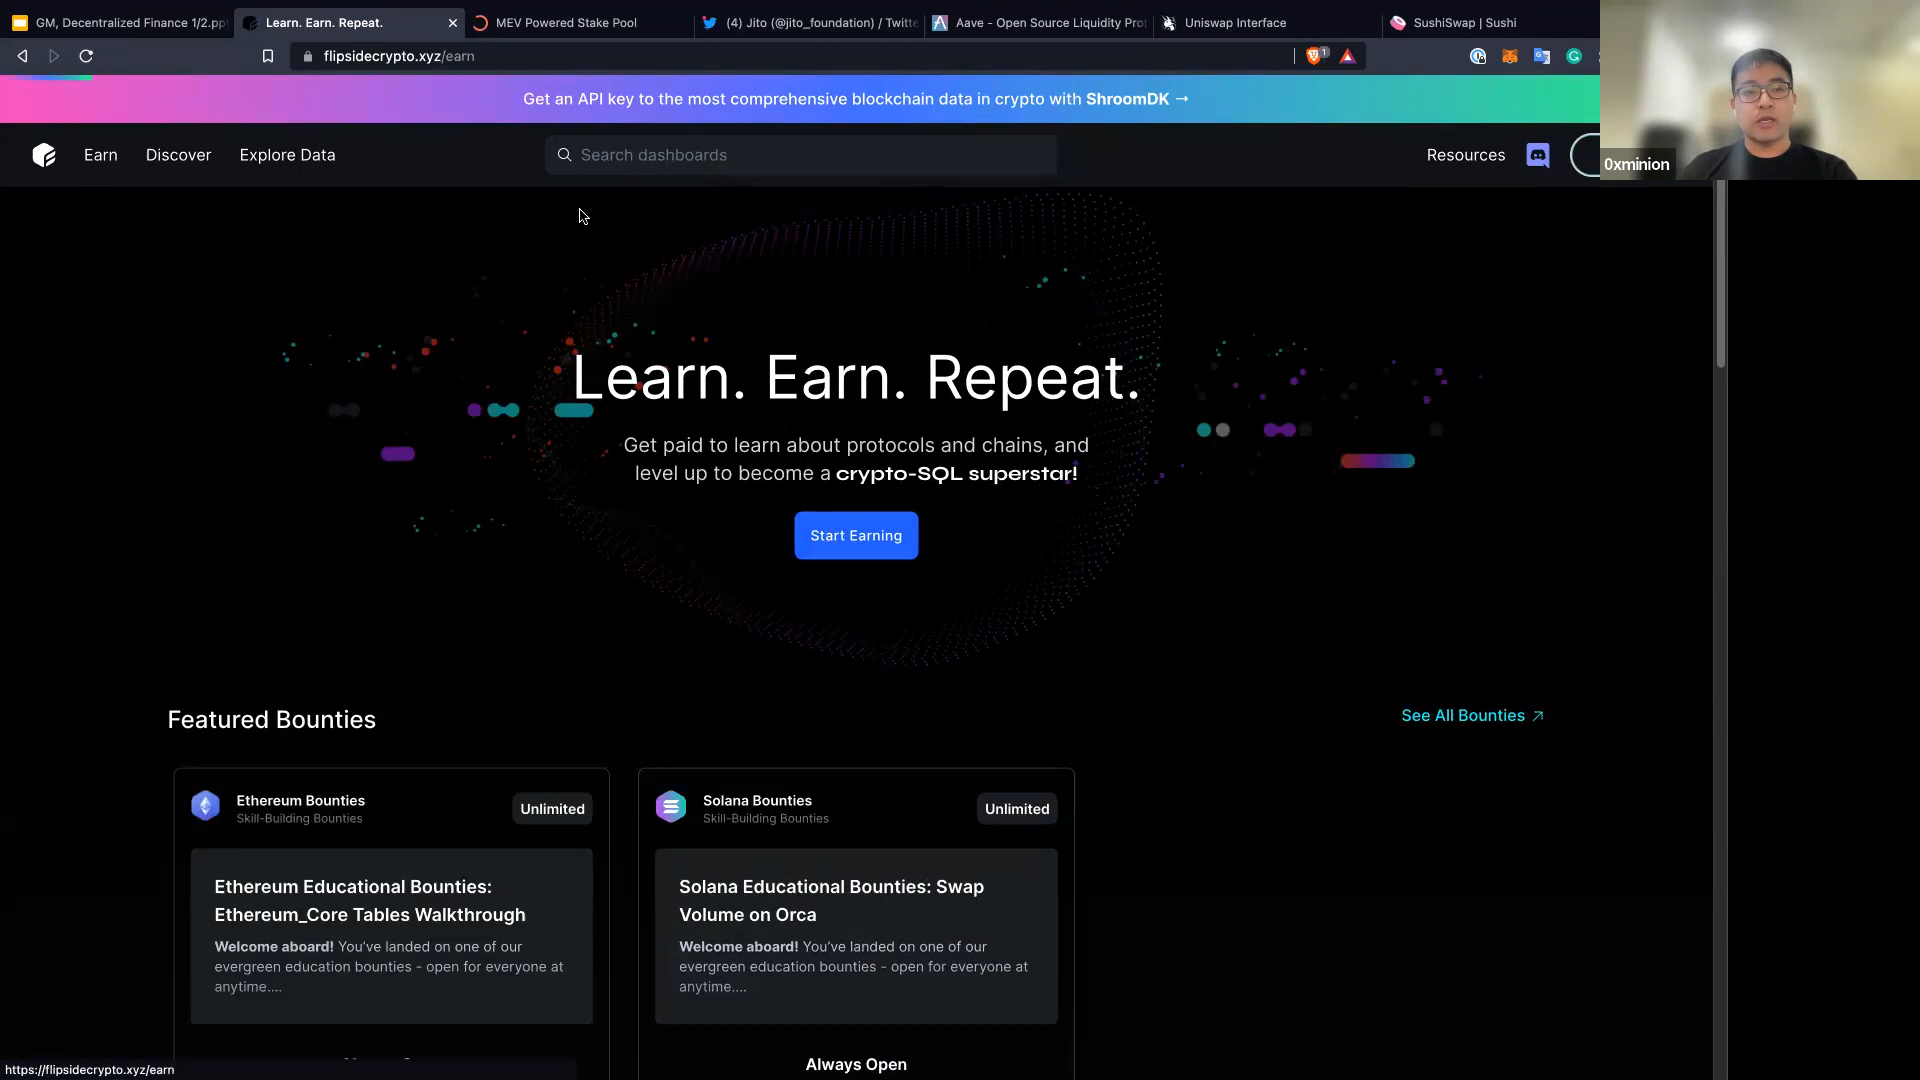 GM, Decentralized Finance 1/2.pp
Learn. Earn. Repeat.
MEV Powered Stake Pool
(4) Jito (@jito_foundation) / Twitte
Aave - Open Source Liquidity Pro
Uniswap Interface
SushiSwap | Sushi
flipsidecrypto.xyz/earn
1
Get an API key to the most comprehensive blockchain data in crypto with ShroomDK →
Earn
Discover
Explore Data
Search dashboards
Resources
0xminion
Learn. Earn. Repeat.
Get paid to learn about protocols and chains, and
level up to become a crypto-SQL superstar!
Start Earning
Featured Bounties
See All Bounties
Ethereum Bounties
Skill-Building Bounties
Unlimited
Ethereum Educational Bounties:
Ethereum_Core Tables Walkthrough
Welcome aboard! You've landed on one of our
evergreen education bounties - open for everyone at
anytime....
Solana Bounties
Skill-Building Bounties
Unlimited
Solana Educational Bounties: Swap
Volume on Orca
Welcome aboard! You've landed on one of our
evergreen education bounties - open for everyone at
anytime....
Always Open
https://flipsidecrypto.xyz/earn